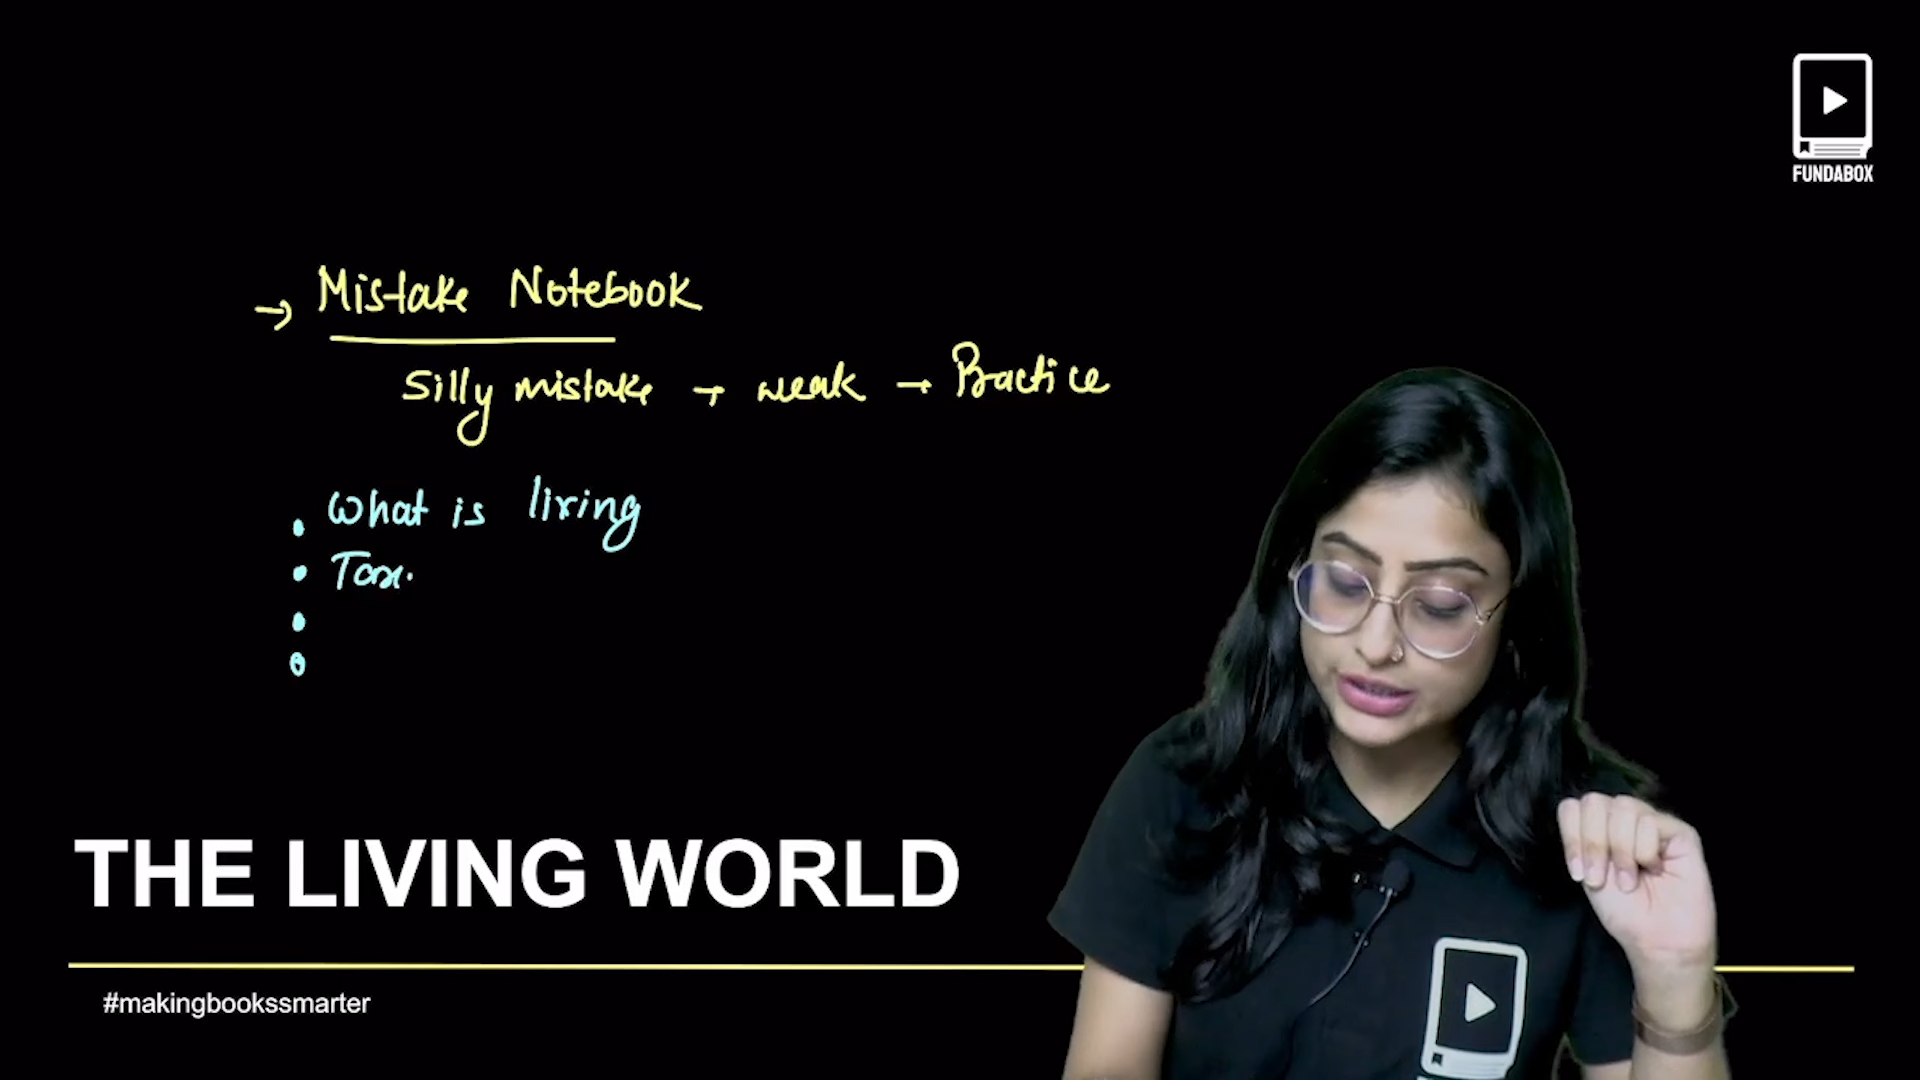 FUNDABOX
→ Mistake Notebook
Silly mistake → weak → Practice
• What is living
• Tax.
•
•
THE LIVING WORLD
#makingbookssmarter